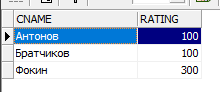 CNAME RATING
Антонов 100
Братчиков 100
Фокин 300